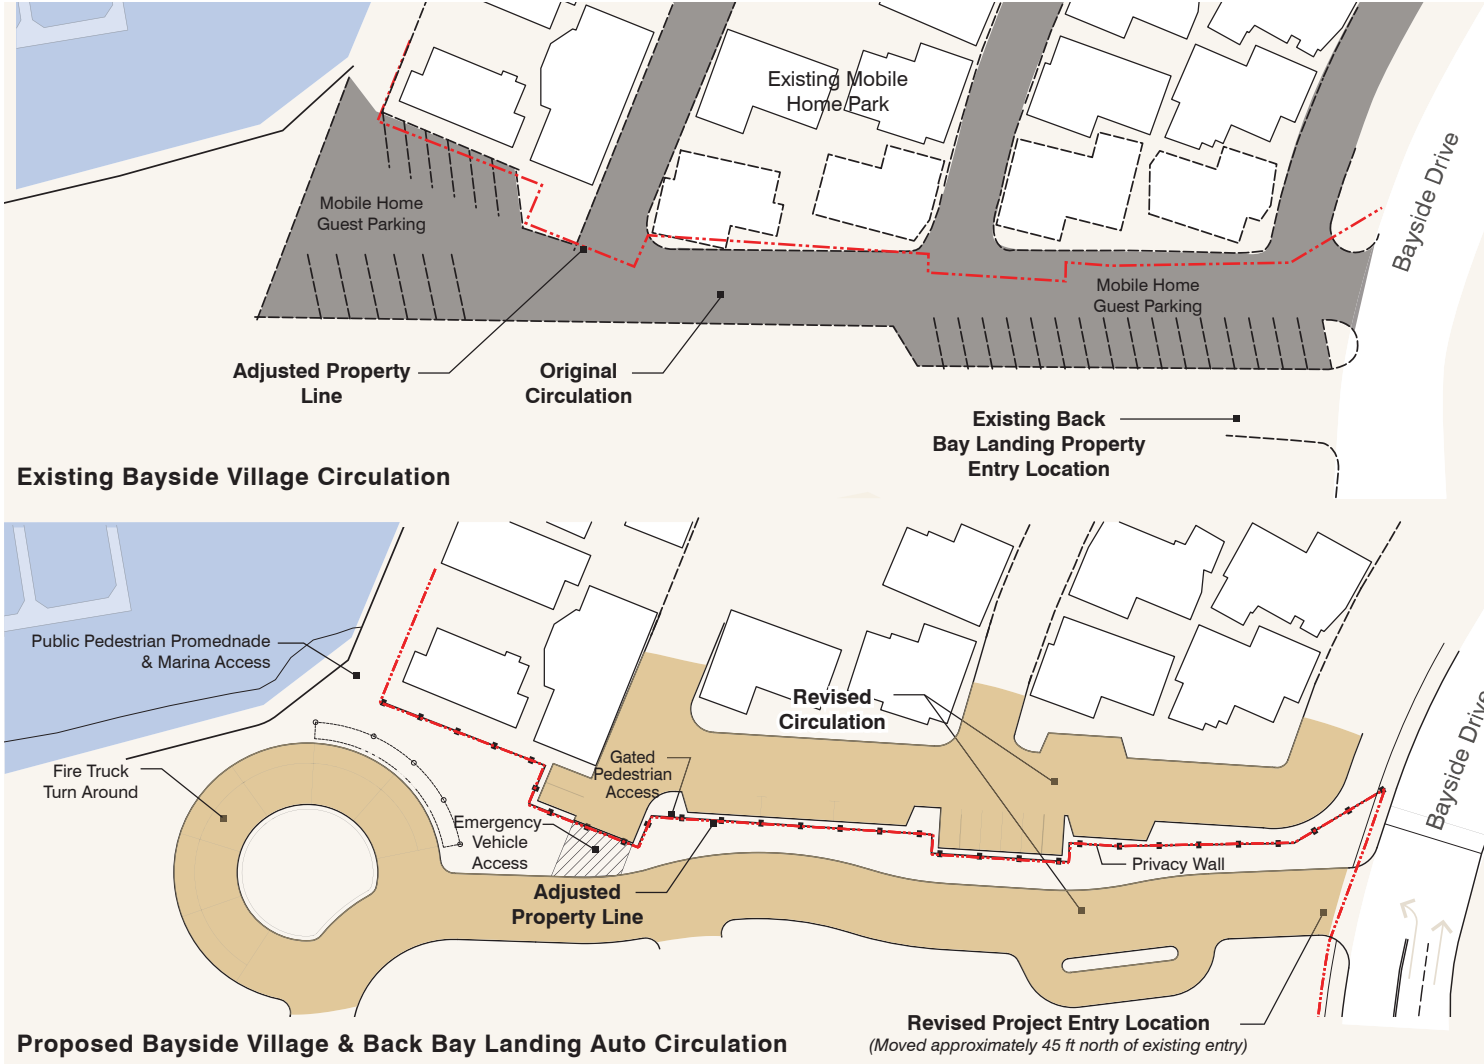 Existing Mobile
Home Park
Mobile Home
Guest Parking
Bayside Drive
Mobile Home
Guest Parking
Adjusted Property
Line
Original
Circulation
Existing Back
Bay Landing Property
Entry Location
Existing Bayside Village Circulation
Public Pedestrian Promednade
& Marina Access
Revised
Circulation
Fire Truck
Turn Around
Gated
Pedestrian
Access
Bayside Drive
Emergency
Vehicle
Access
Privacy Wall
Adjusted
Property Line
Revised Project Entry Location
(Moved approximately 45 ft north of existing entry)
Proposed Bayside Village & Back Bay Landing Auto Circulation